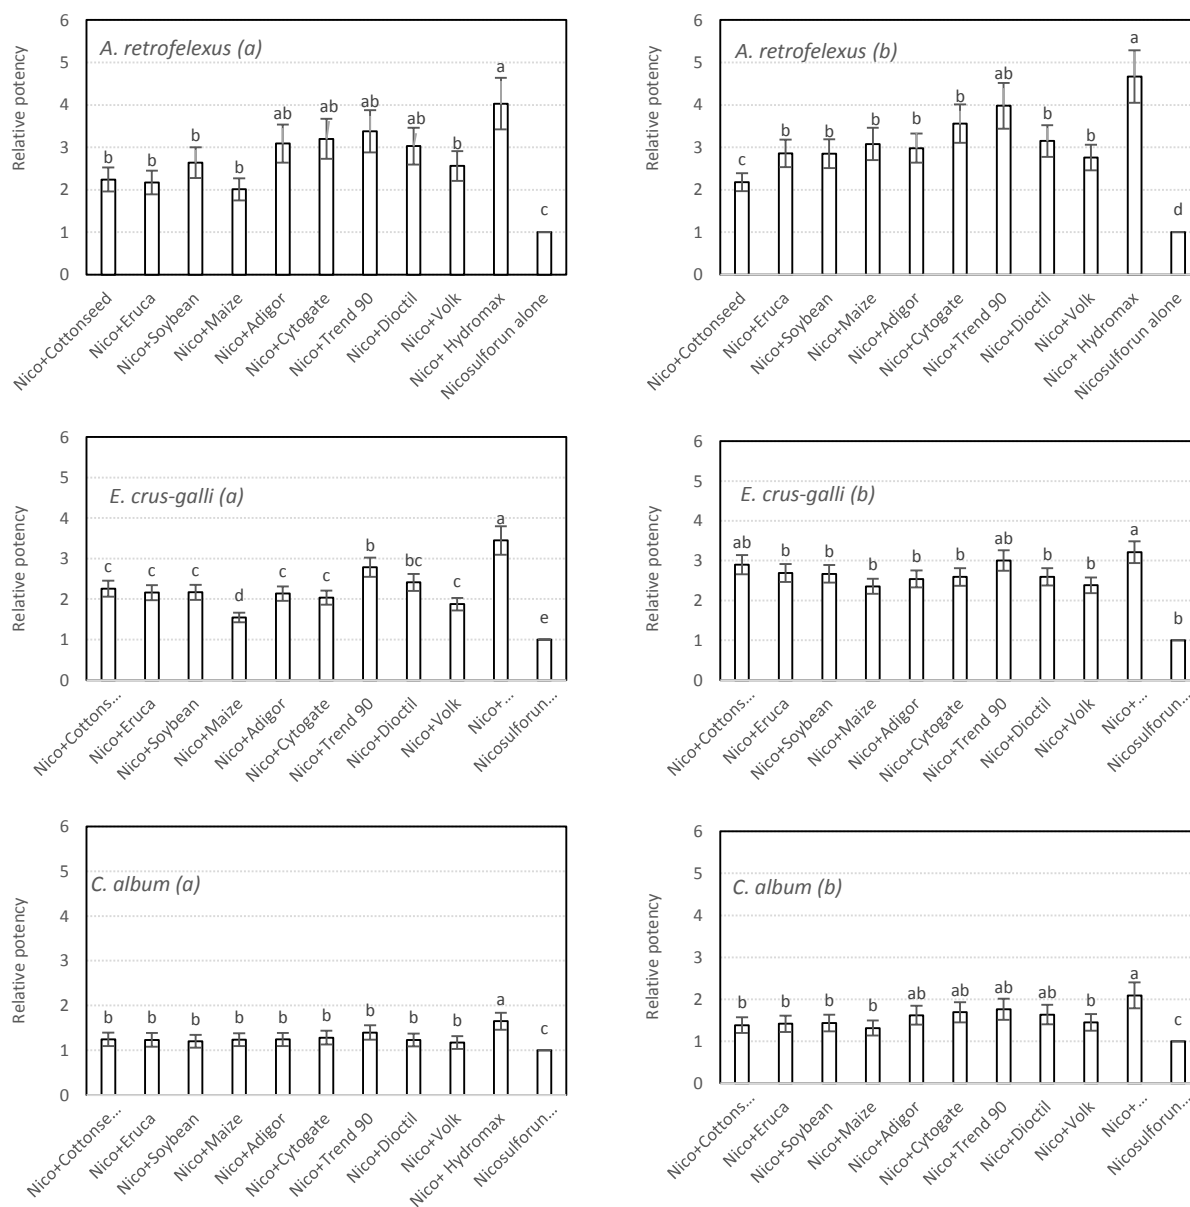 A. retrofelexus (a)
Relative potency
6
5
4
3
2
1
0
b
b
b
b
ab
ab
ab
ab
b
a
c
Nico+Cottonseed
Nico+Eruca
Nico+Soybean
Nico+Maize
Nico+Adigor
Nico+Cytogate
Nico+Trend 90
Nico+Dioctil
Nico+Volk
Nico+ Hydromax
Nicosulforun alone
A. retrofelexus (b)
Relative potency
6
5
4
3
2
1
0
c
b
b
b
b
b
ab
b
b
a
d
Nico+Cottonseed
Nico+Eruca
Nico+Soybean
Nico+Maize
Nico+Adigor
Nico+Cytogate
Nico+Trend 90
Nico+Dioctil
Nico+Volk
Nico+ Hydromax
Nicosulforun alone
E. crus-galli (a)
Relative potency
6
5
4
3
2
1
0
c
c
c
d
c
c
b
bc
c
a
e
Nico+Cottons...
Nico+Eruca
Nico+Soybean
Nico+Maize
Nico+Adigor
Nico+Cytogate
Nico+Trend 90
Nico+Dioctil
Nico+Volk
Nico+...
Nicosulforun...
E. crus-galli (b)
Relative potency
6
5
4
3
2
1
0
ab
b
b
b
b
b
ab
b
b
a
b
Nico+Cottons...
Nico+Eruca
Nico+Soybean
Nico+Maize
Nico+Adigor
Nico+Cytogate
Nico+Trend 90
Nico+Dioctil
Nico+Volk
Nico+...
Nicosulforun...
C. album (a)
Relative potency
6
5
4
3
2
1
0
b
b
b
b
b
b
b
b
b
a
c
Nico+Cottonse...
Nico+Eruca
Nico+Soybean
Nico+Maize
Nico+Adigor
Nico+Cytogate
Nico+Trend 90
Nico+Dioctil
Nico+Volk
Nico+ Hydromax
Nicosulforun...
C. album (b)
Relative potency
6
5
4
3
2
1
0
b
b
b
b
ab
ab
ab
ab
b
a
c
Nico+Cottons...
Nico+Eruca
Nico+Soybean
Nico+Maize
Nico+Adigor
Nico+Cytogate
Nico+Trend 90
Nico+Dioctil
Nico+Volk
Nico+...
Nicosulforun...